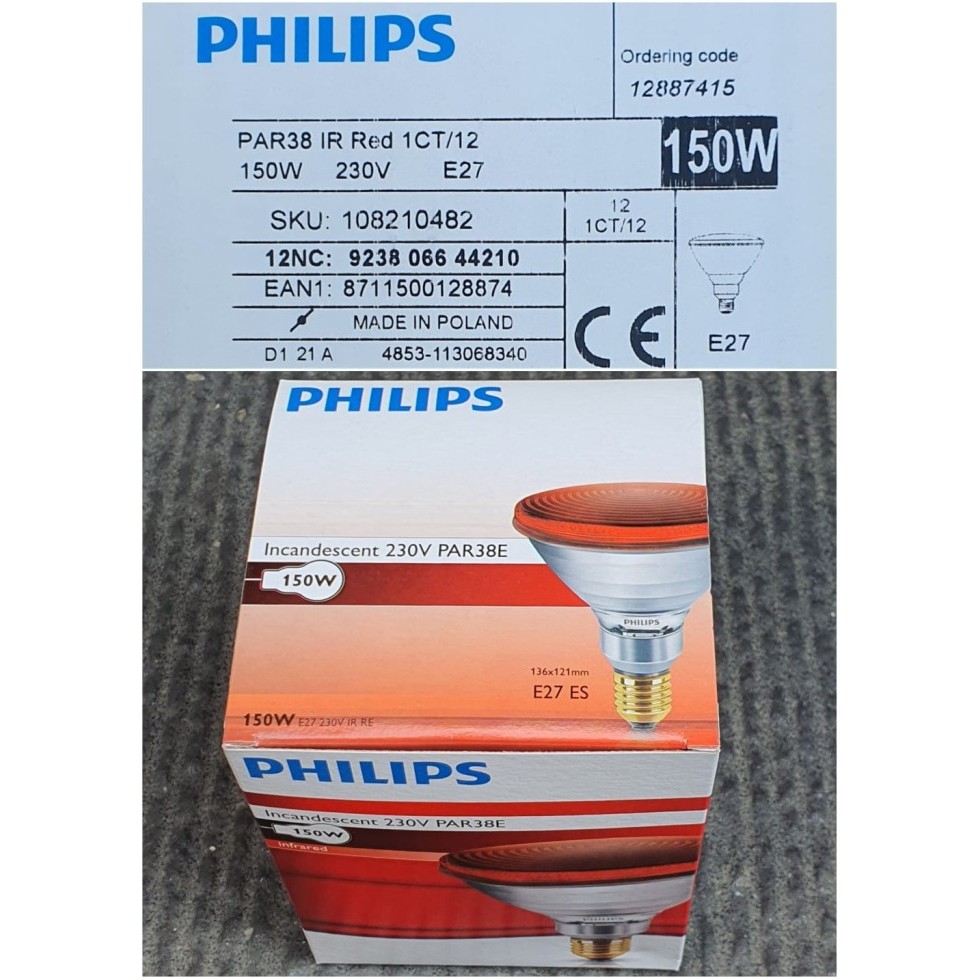 PHILIPS
Ordering code
12887415
PAR38 IR Red 1CT/12
150W 230V E27
150W
SKU: 108210482
12
1CT/12
12NC: 9238 066 44210
EAN1: 8711500128874
MADE IN POLAND
D1 21 A 4853-113068340
CE
E27
PHILIPS
Incandescent 230V PAR38E
150W
PHILIPS
136x121mm
E27 ES
150W E27 230V IR RE
PHILIPS
Incandescent 230V PAR38E
150W
Infrared
PHILIPS